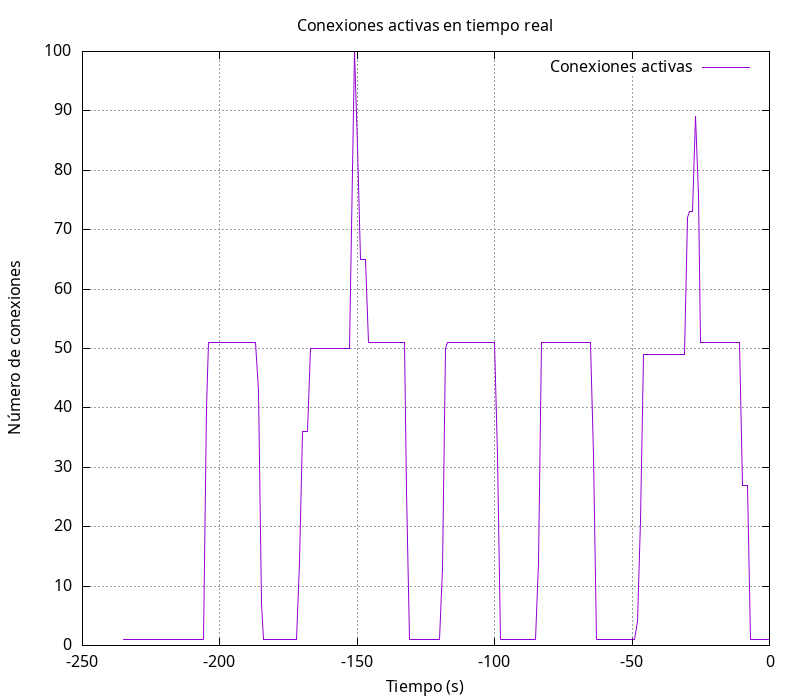 Conexiones activas en tiempo real
Conexiones activas
100
90
80
70
60
50
40
30
20
10
0
Número de conexiones
-250 -200 -150 -100 -50 0
Tiempo (s)